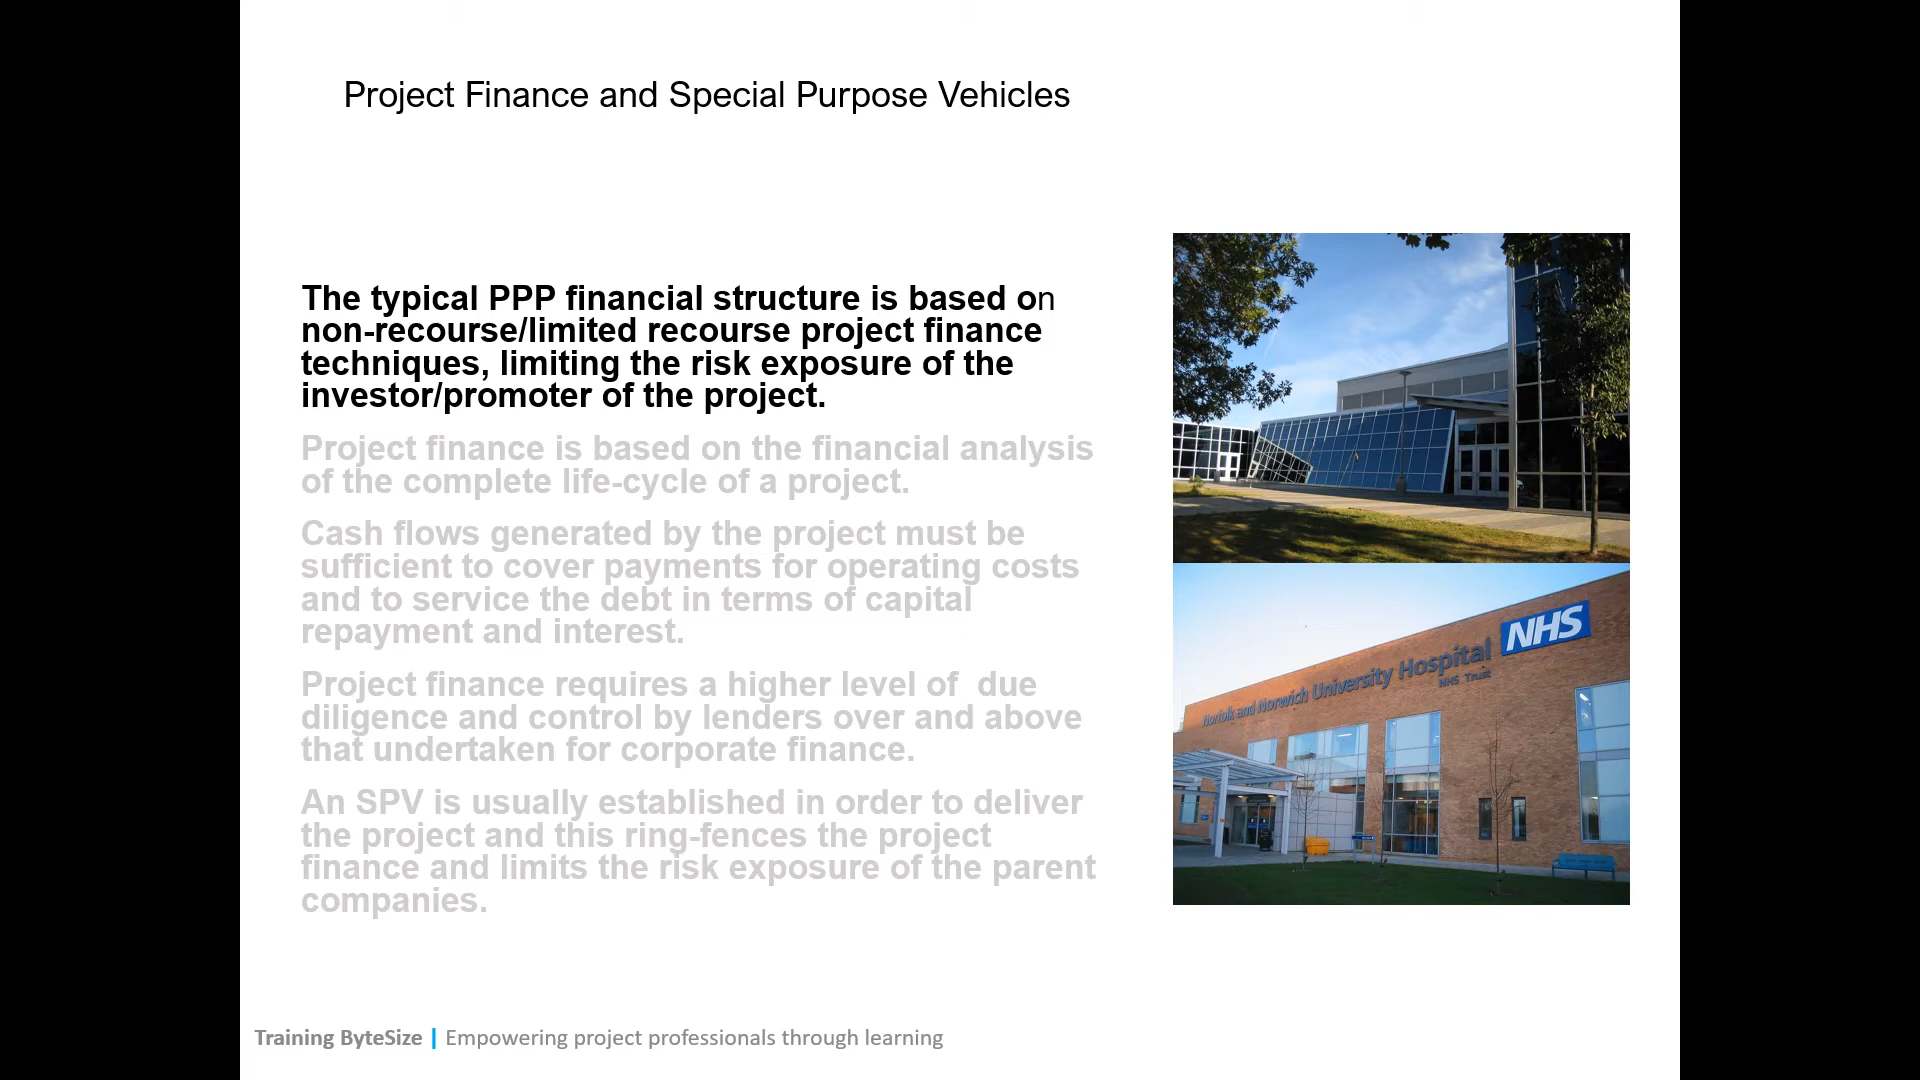 Project Finance and Special Purpose Vehicles
The typical PPP financial structure is based on
non-recourse/limited recourse project finance
techniques, limiting the risk exposure of the
investor/promoter of the project.
Project finance is based on the financial analysis
of the complete life-cycle of a project.
Cash flows generated by the project must be
sufficient to cover payments for operating costs
and to service the debt in terms of capital
repayment and interest.
Project finance requires a higher level of  due
diligence and control by lenders over and above
that undertaken for corporate finance.
An SPV is usually established in order to deliver
the project and this ring-fences the project
finance and limits the risk exposure of the parent
companies.
Norfolk and Norwich University Hospital
NHS Trust
NHS
Training ByteSize | Empowering project professionals through learning